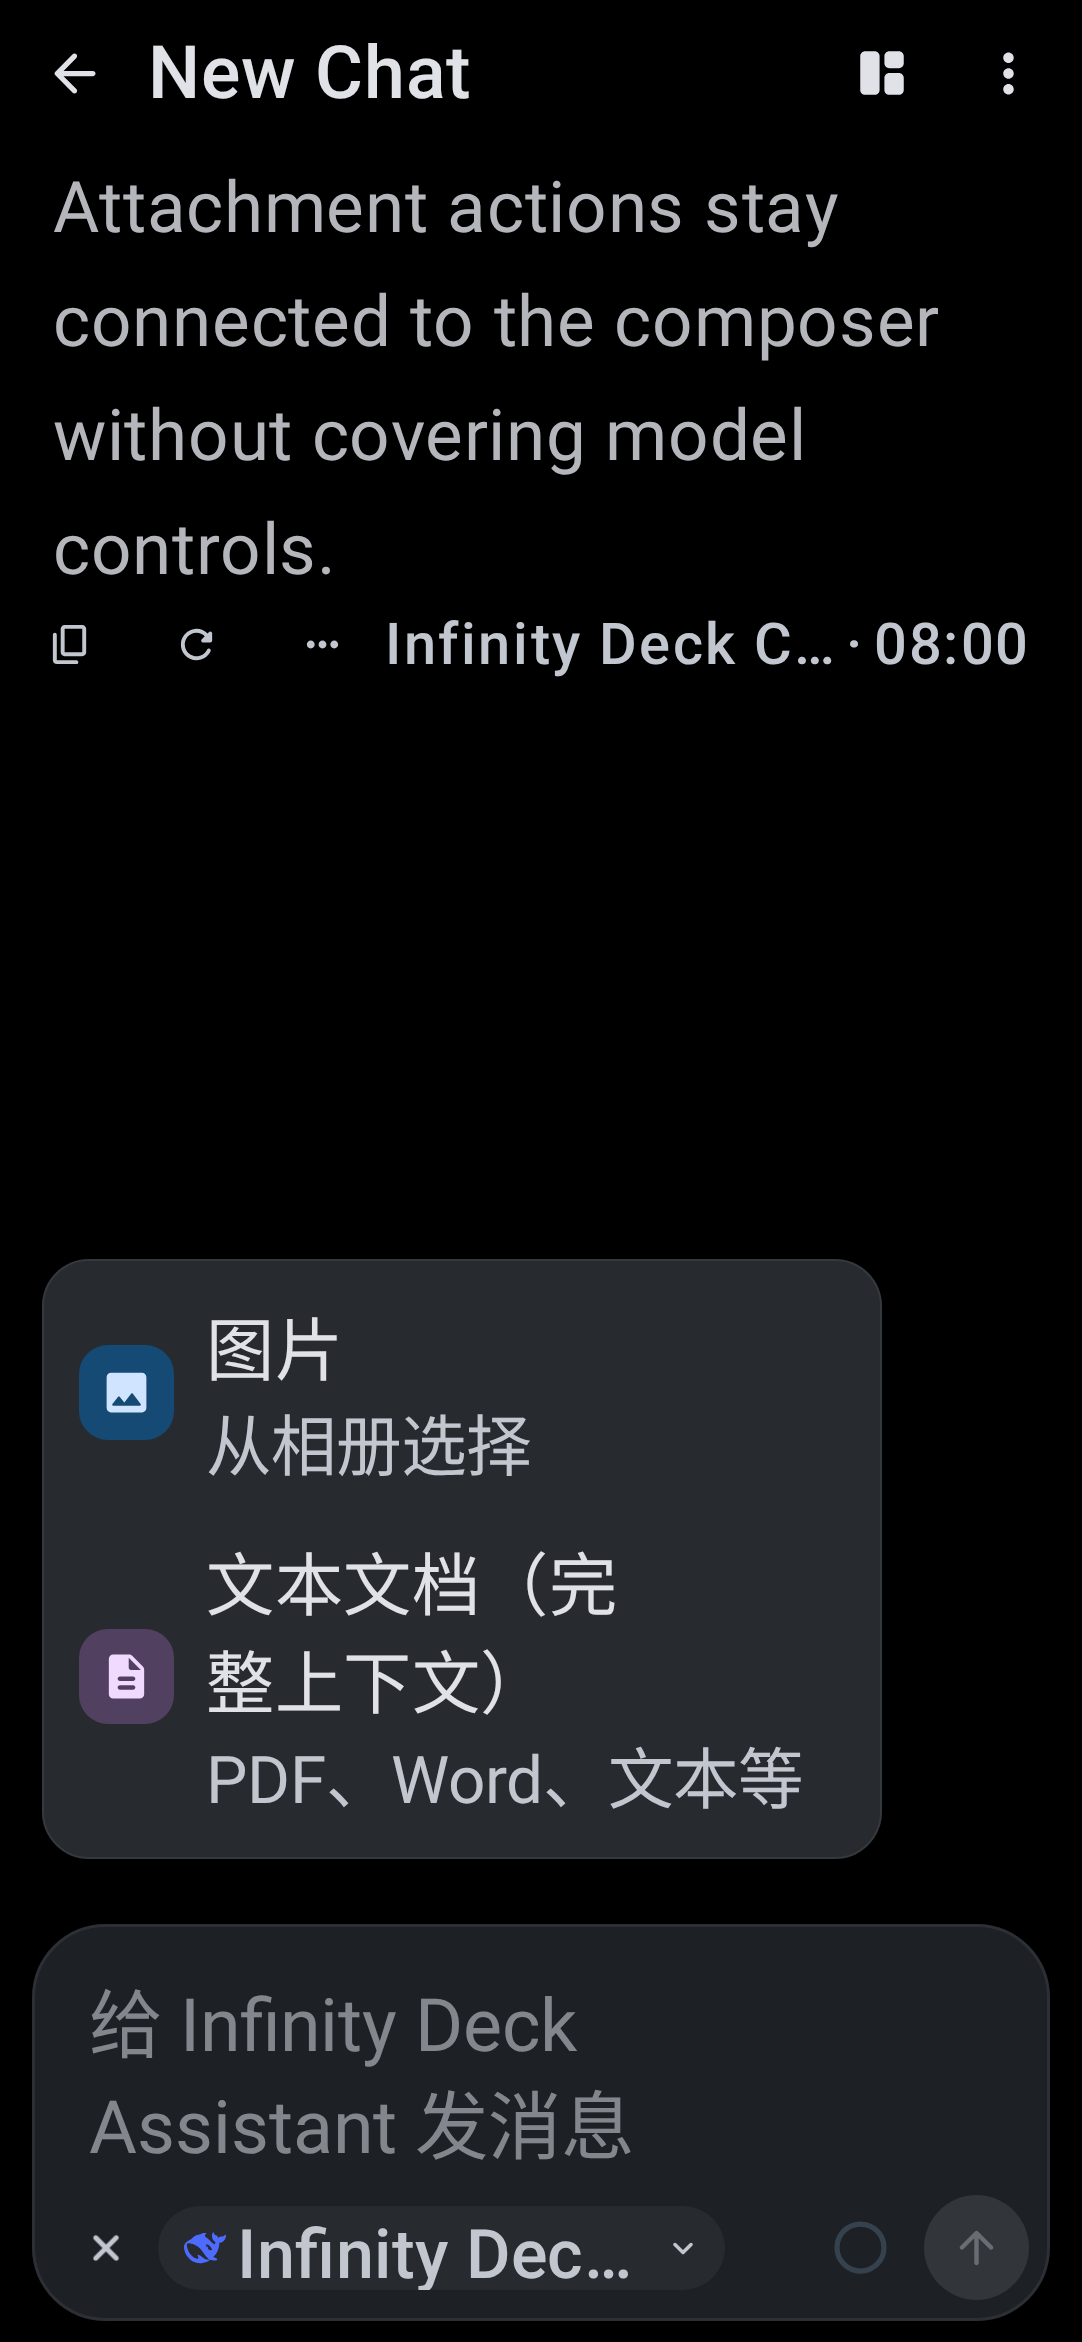 New Chat
Attachment actions stay
connected to the composer
without covering model
controls.
Infinity Deck C... · 08:00
图片
从相册选择
文本文档（完
整上下文）
PDF、Word、文本等
给 Infinity Deck
Assistant 发消息
Infinity Dec...